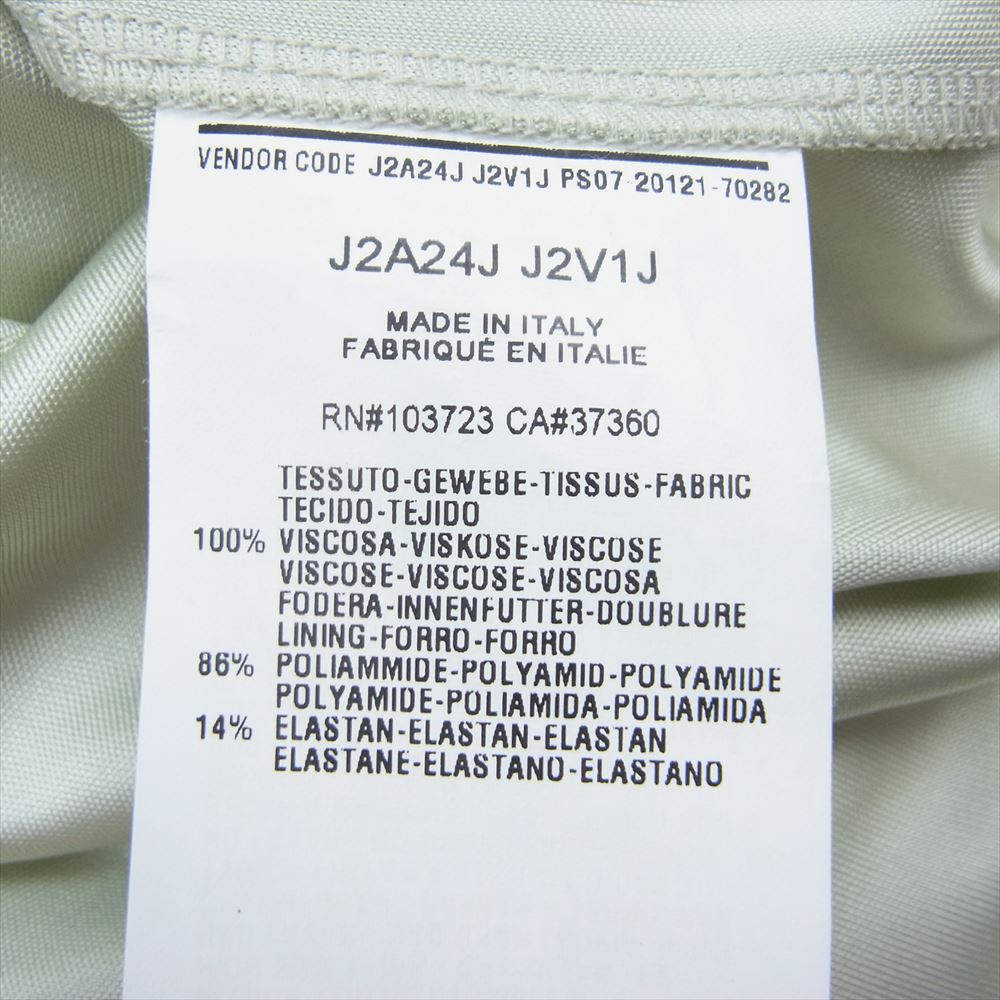 VENDOR CODE J2A24J J2V1J PS07 20121-70282
J2A24J J2V1J
MADE IN ITALY
FABRIQUÉ EN ITALIE
RN#103723 CA#37360
TESSUTO-GEWEBE-TISSUS-FABRIC
TECIDO-TEJIDO
100% VISCOSA-VISKOSE-VISCOSE
VISCOSE-VISCOSE-VISCOSA
FODERA-INNENFUTTER-DOUBLURE
LINING-FORRO-FORRO
86% POLIAMMIDE-POLYAMID-POLYAMIDE
POLYAMIDE-POLIAMIDA-POLIAMIDA
14% ELASTAN-ELASTAN-ELASTAN
ELASTANE-ELASTANO-ELASTANO